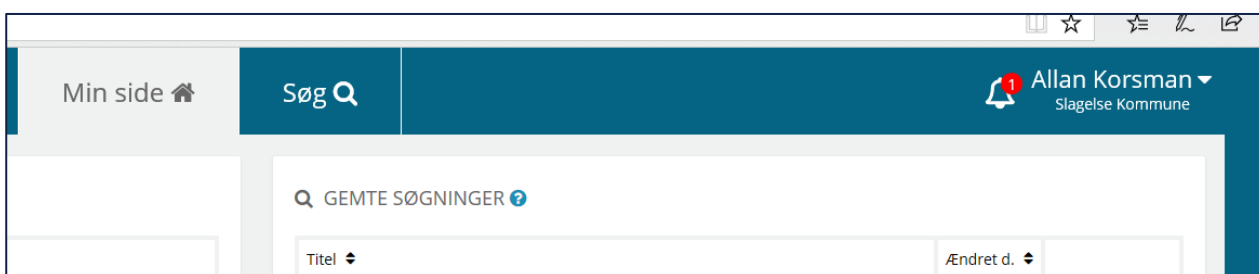 Min side
Søg
1
Allan Korsman
Slagelse Kommune
GEMTE SØGNINGER ?
Titel
Ændret d.